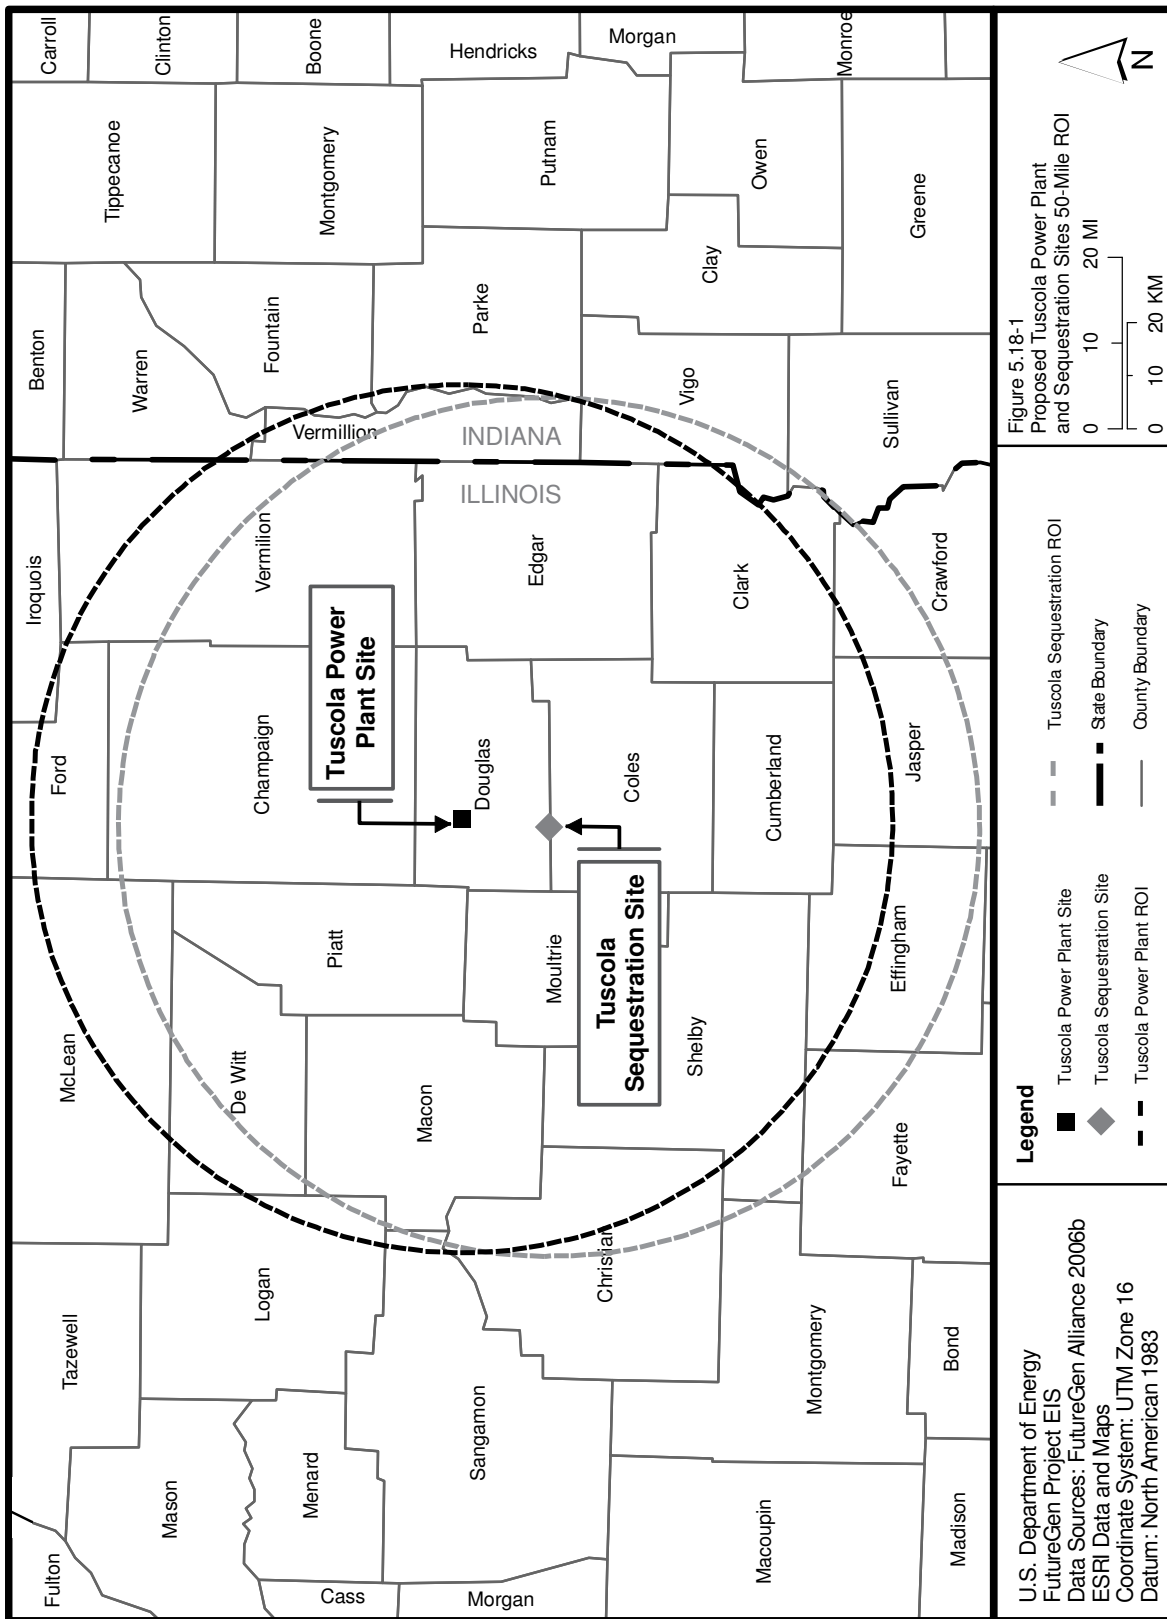 Fulton
Tazewell
McLean
Ford
Iroquois
Benton
Carroll
Mason
Warren
Tippecanoe
Clinton
Menard
Logan
De Witt
Champaign
Vermilion
Fountain
Montgomery
Boone
Cass
Piatt
Tuscola Power
Plant Site
Vermillion
Morgan
Sangamon
Macon
Douglas
Edgar
ILLINOIS
INDIANA
Parke
Putnam
Hendricks
Christian
Moultrie
Tuscola
Sequestration Site
Coles
Morgan
Shelby
Clark
Vigo
Clay
Owen
Macoupin
Montgomery
Cumberland
Monroe
Fayette
Effingham
Jasper
Crawford
Sullivan
Greene
Madison
Bond
U.S. Department of Energy
FutureGen Project EIS
Data Sources: FutureGen Alliance 2006b
ESRI Data and Maps
Coordinate System: UTM Zone 16
Datum: North American 1983
Legend
Tuscola Power Plant Site
Tuscola Sequestration Site
Tuscola Power Plant ROI
Tuscola Sequestration ROI
State Boundary
County Boundary
Figure 5.18-1
Proposed Tuscola Power Plant
and Sequestration Sites 50-Mile ROI
0 10 20 MI
0 10 20 KM
N